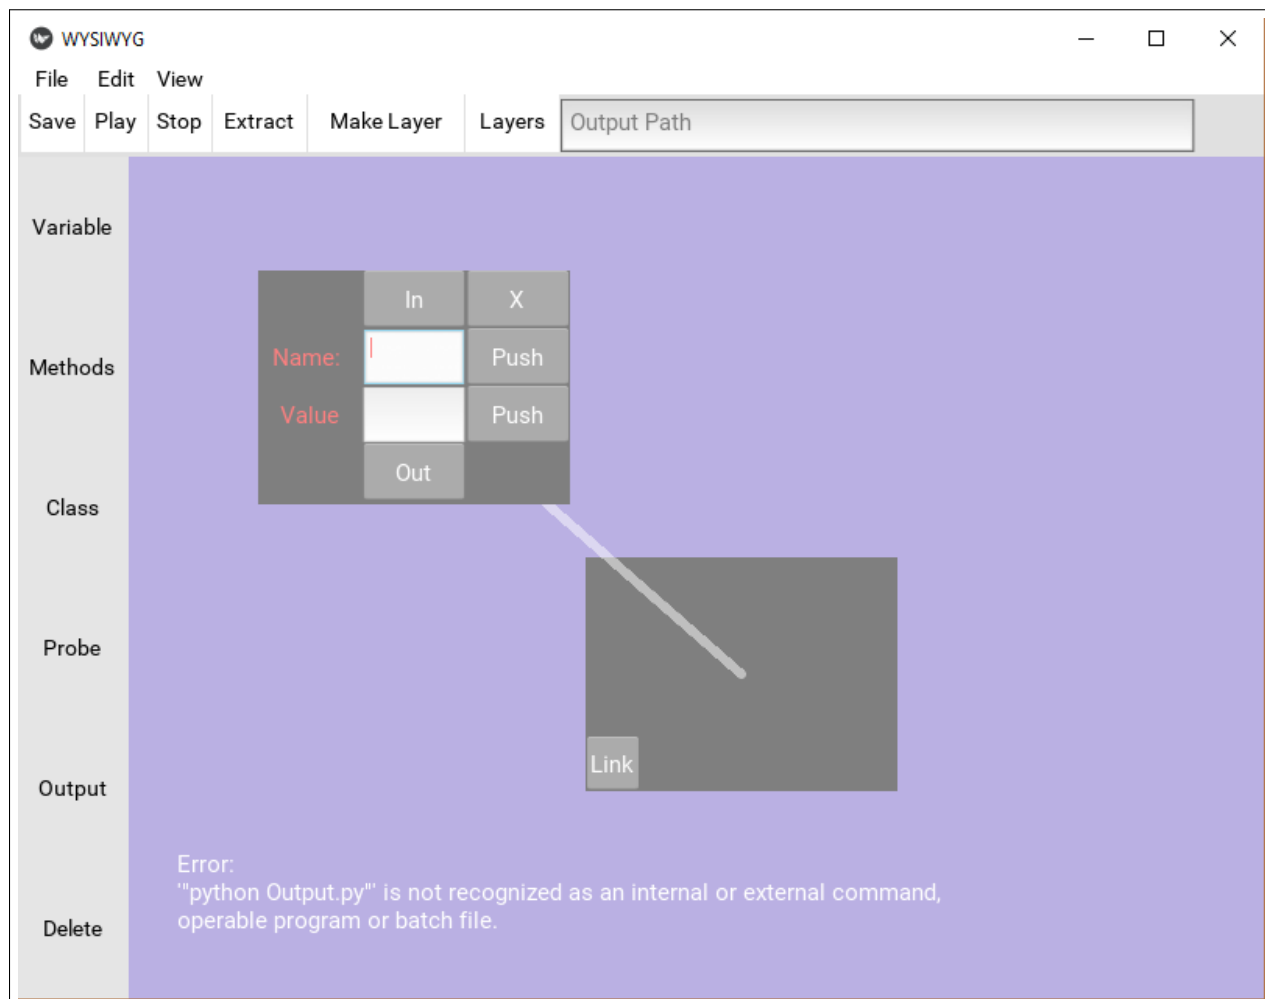 WYSIWYG
File Edit View
Save Play Stop Extract Make Layer Layers Output Path
Variable
Methods
Class
Probe
Output
Delete
In X
Name: Push
Value Push
Out
Link
Error:
'"python Output.py"' is not recognized as an internal or external command,
operable program or batch file.